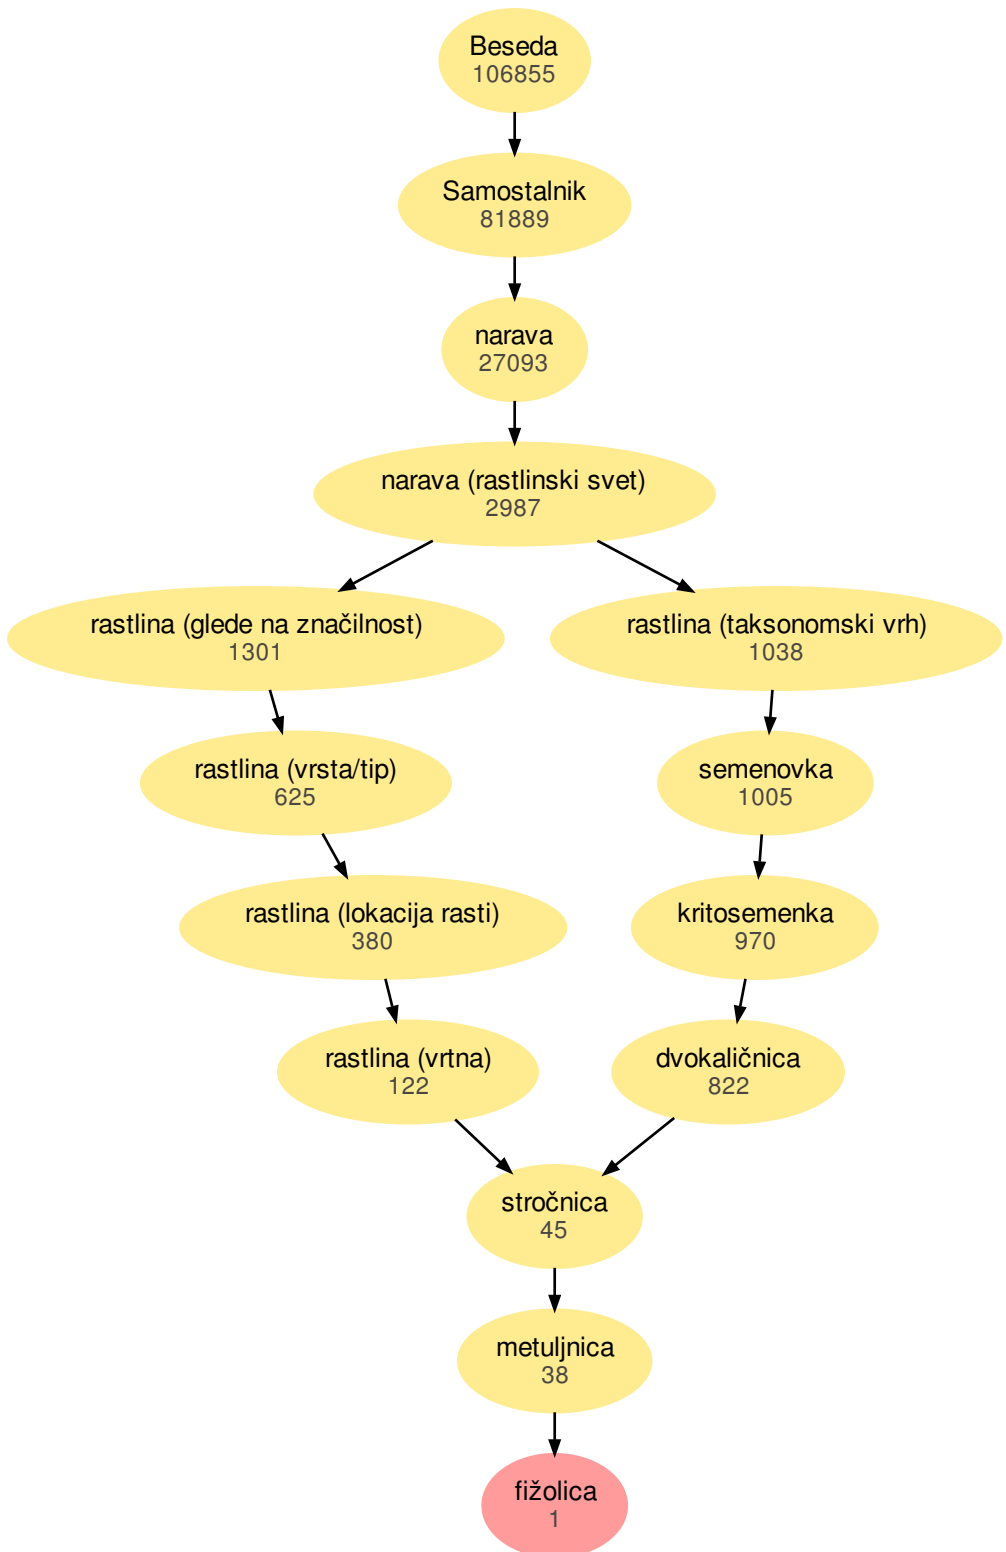 Beseda
106855
Samostalnik
81889
narava
27093
narava (rastlinski svet)
2987
rastlina (glede na značilnost)
1301
rastlina (taksonomski vrh)
1038
rastlina (vrsta/tip)
625
semenovka
1005
rastlina (lokacija rasti)
380
kritosemenka
970
rastlina (vrtna)
122
dvokaličnica
822
stročnica
45
metuljnica
38
fižolica
1